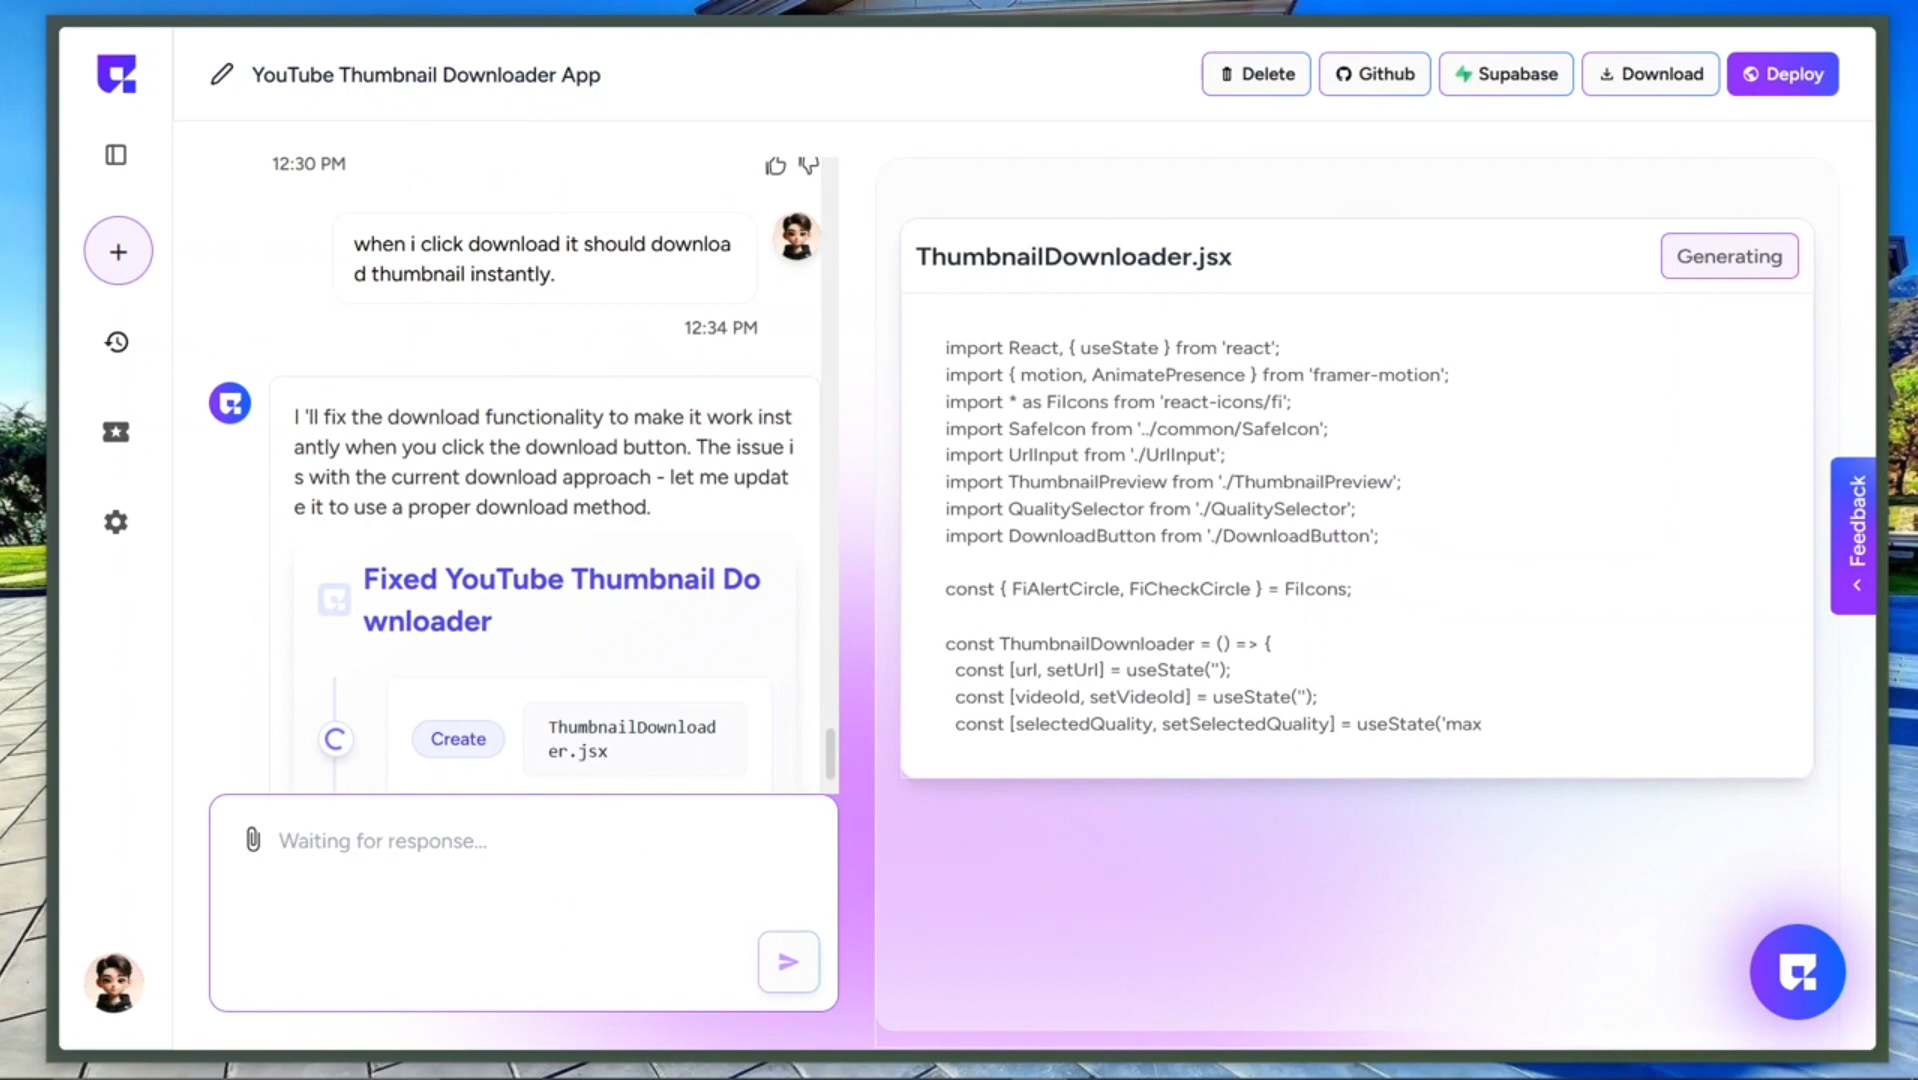 YouTube Thumbnail Downloader App
Delete
Github
Supabase
Download
Deploy
12:30 PM
when i click download it should downloa
d thumbnail instantly.
12:34 PM
I 'll fix the download functionality to make it work inst
antly when you click the download button. The issue i
s with the current download approach - let me updat
e it to use a proper download method.
Fixed YouTube Thumbnail Do
wnloader
Create
ThumbnailDownload
er.jsx
Waiting for response...
ThumbnailDownloader.jsx
Generating
import React, { useState } from 'react';
import { motion, AnimatePresence } from 'framer-motion';
import * as FiIcons from 'react-icons/fi';
import SafeIcon from '../common/SafeIcon';
import UrlInput from './UrlInput';
import ThumbnailPreview from './ThumbnailPreview';
import QualitySelector from './QualitySelector';
import DownloadButton from './DownloadButton';
const { FiAlertCircle, FiCheckCircle } = FiIcons;
const ThumbnailDownloader = () => {
const [url, setUrl] = useState('');
const [videoId, setVideoId] = useState('');
const [selectedQuality, setSelectedQuality] = useState('max
Feedback